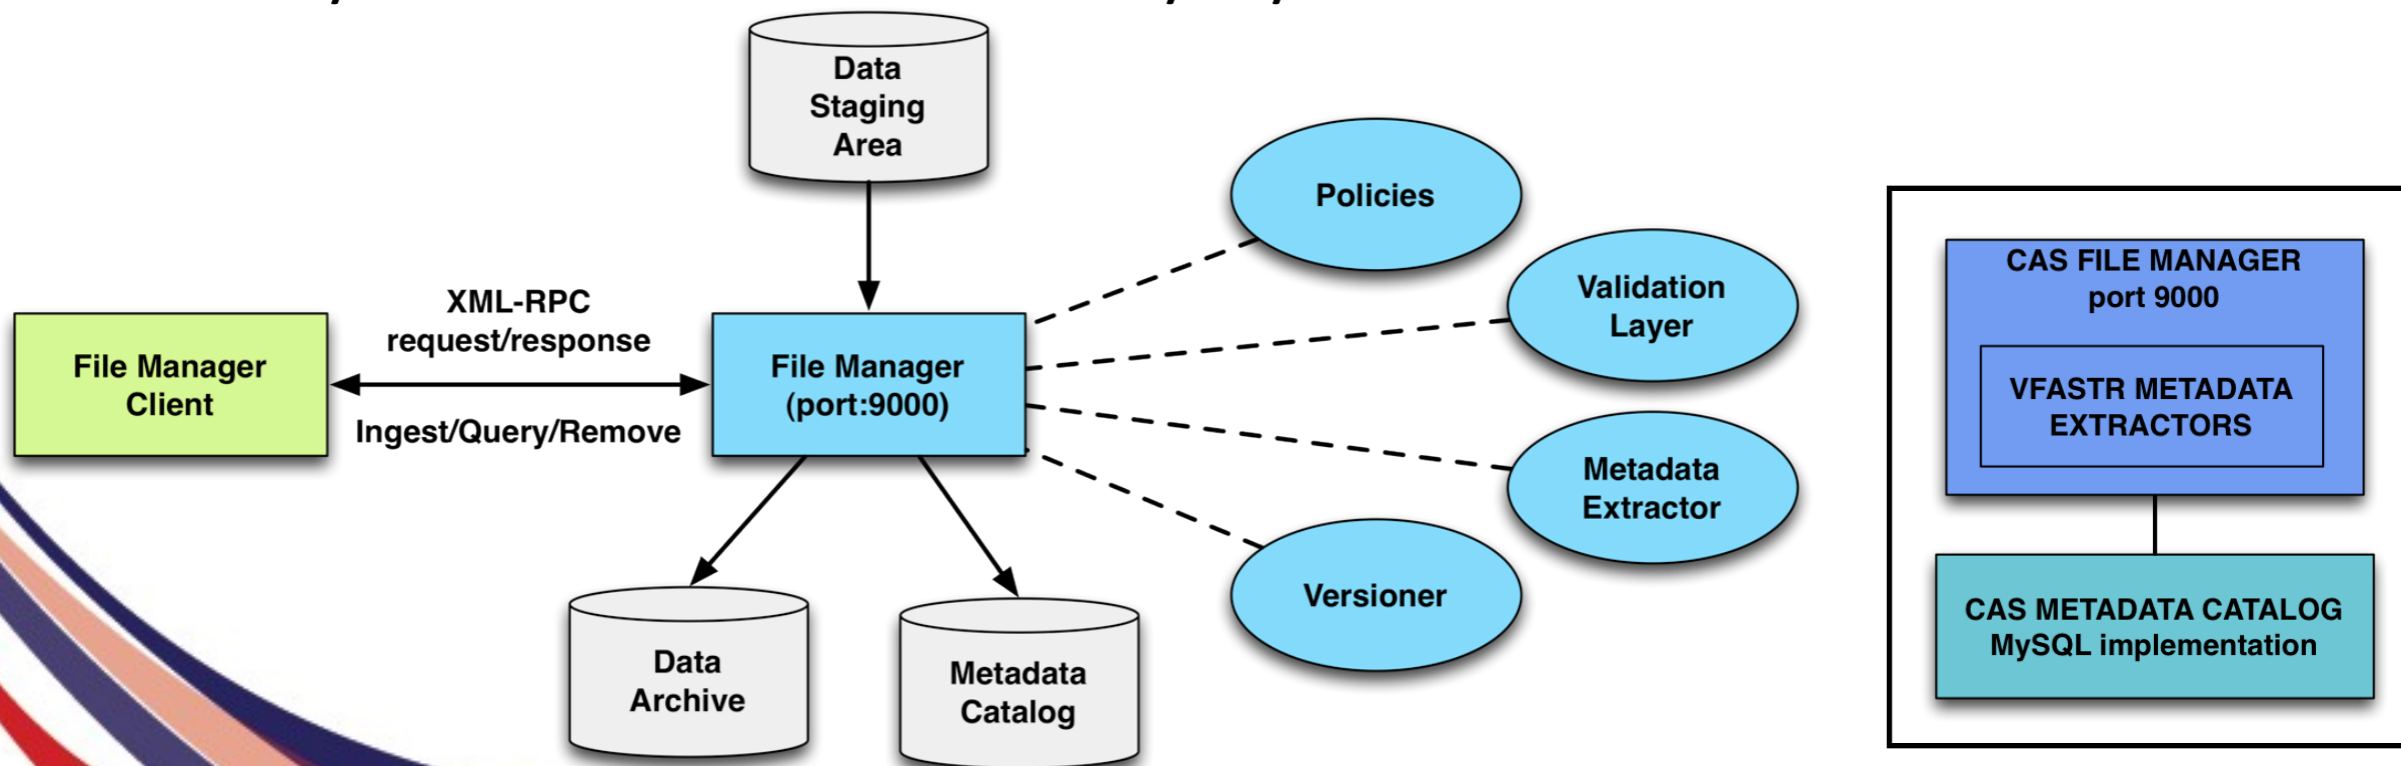 Data
Staging
Area
Policies
Validation
Layer
XML-RPC
request/response
File Manager
Client
Ingest/Query/Remove
File Manager
(port:9000)
Metadata
Extractor
Versioner
Data
Archive
Metadata
Catalog
CAS FILE MANAGER
port 9000
VFASTR METADATA
EXTRACTORS
CAS METADATA CATALOG
MySQL implementation